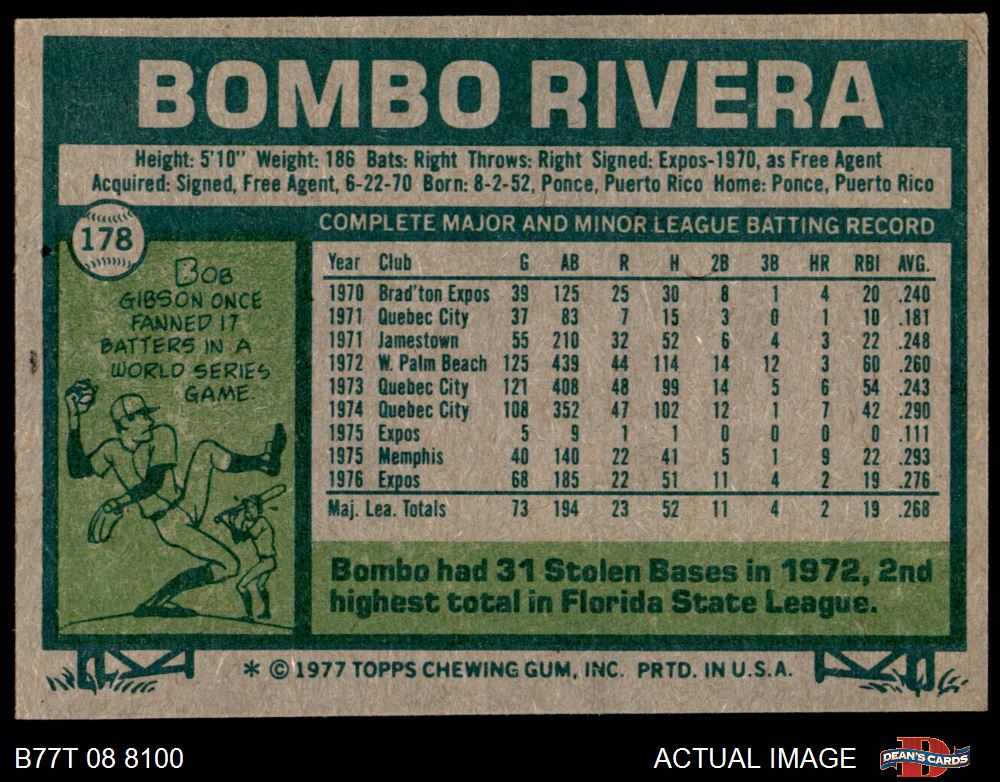 BOMBO RIVERA
Height: 5'10" Weight: 186 Bats: Right Throws: Right Signed: Expos-1970, as Free Agent
Acquired: Signed, Free Agent, 6-22-70 Born: 8-2-52, Ponce, Puerto Rico Home: Ponce, Puerto Rico
178
BOB
GIBSON ONCE
FANNED 17
BATTERS IN A
WORLD SERIES
GAME.
COMPLETE MAJOR AND MINOR LEAGUE BATTING RECORD
Year Club G AB R H 2B 3B HR RBI AVG.
1970 Brad'ton Expos 39 125 25 30 8 1 4 20 .240
1971 Quebec City 37 83 7 15 3 0 1 10 .181
1971 Jamestown 55 210 32 52 6 4 3 22 .248
1972 W. Palm Beach 125 439 44 114 14 12 3 60 .260
1973 Quebec City 121 408 48 99 14 5 6 54 .243
1974 Quebec City 108 352 47 102 12 1 7 42 .290
1975 Expos 5 9 1 1 0 0 0 0 .111
1975 Memphis 40 140 22 41 5 1 9 22 .293
1976 Expos 68 185 22 51 11 4 2 19 .276
Maj. Lea. Totals 73 194 23 52 11 4 2 19 .268
Bombo had 31 Stolen Bases in 1972, 2nd
highest total in Florida State League.
* © 1977 TOPPS CHEWING GUM, INC. PRTD. IN U.S.A.
B77T 08 8100
ACTUAL IMAGE
DEAN'S CARDS